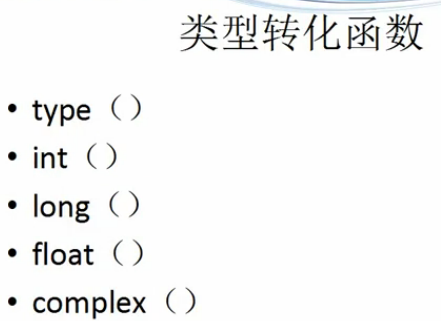 类型转化函数
• type（）
• int（）
• long（）
• float（）
• complex（）